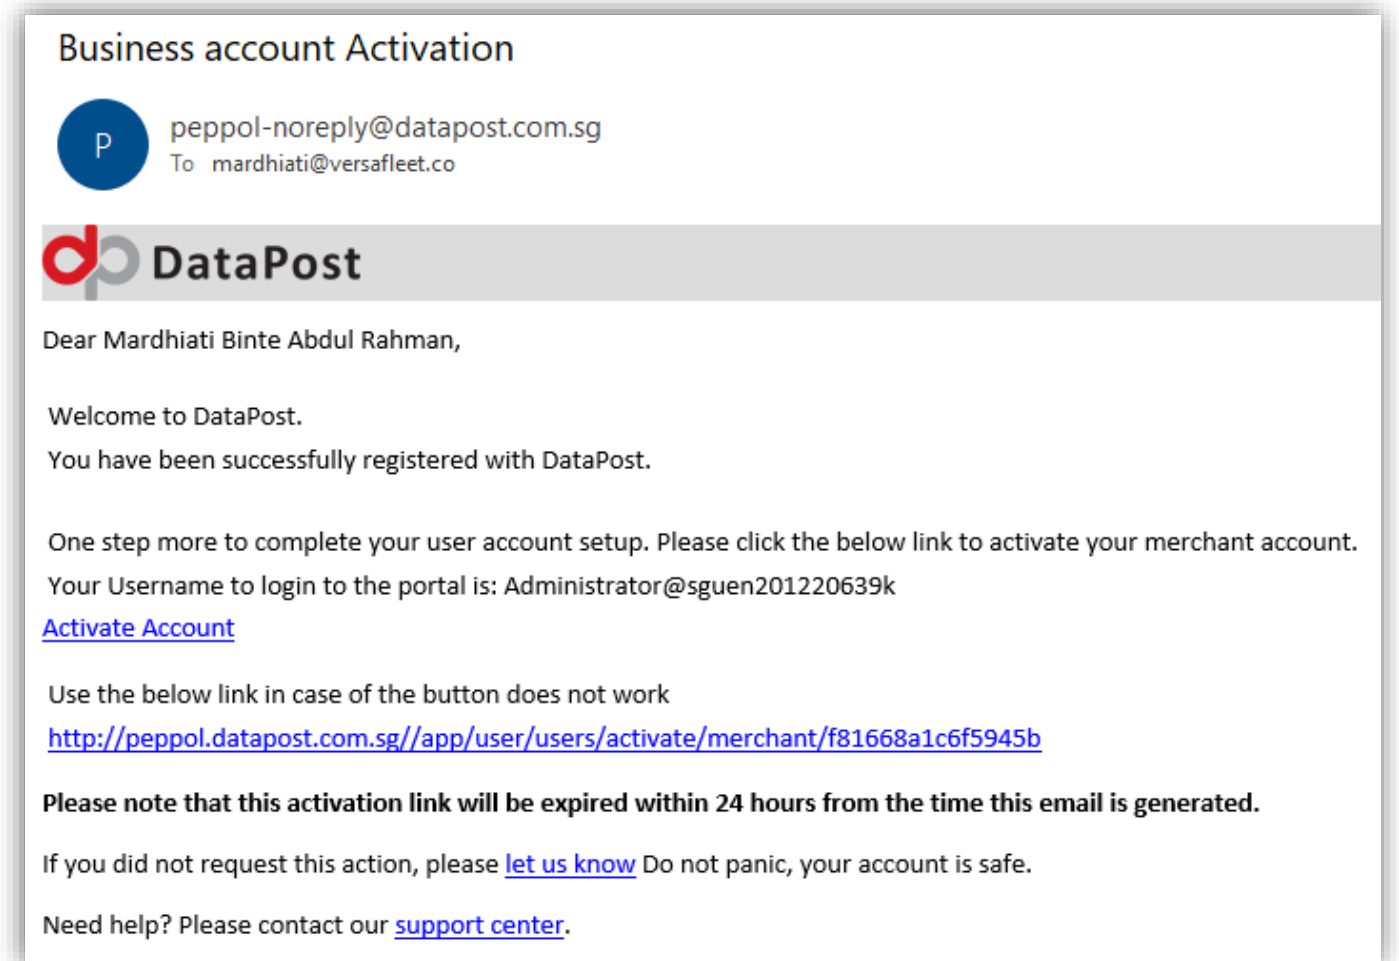 Business account Activation
P
peppol-noreply@datapost.com.sg
To mardhiati@versafleet.co
dp DataPost
Dear Mardhiati Binte Abdul Rahman,
Welcome to DataPost.
You have been successfully registered with DataPost.
One step more to complete your user account setup. Please click the below link to activate your merchant account.
Your Username to login to the portal is: Administrator@sguen201220639k
Activate Account
Use the below link in case of the button does not work
http://peppol.datapost.com.sg//app/user/users/activate/merchant/f81668a1c6f5945b
Please note that this activation link will be expired within 24 hours from the time this email is generated.
If you did not request this action, please let us know Do not panic, your account is safe.
Need help? Please contact our support center.